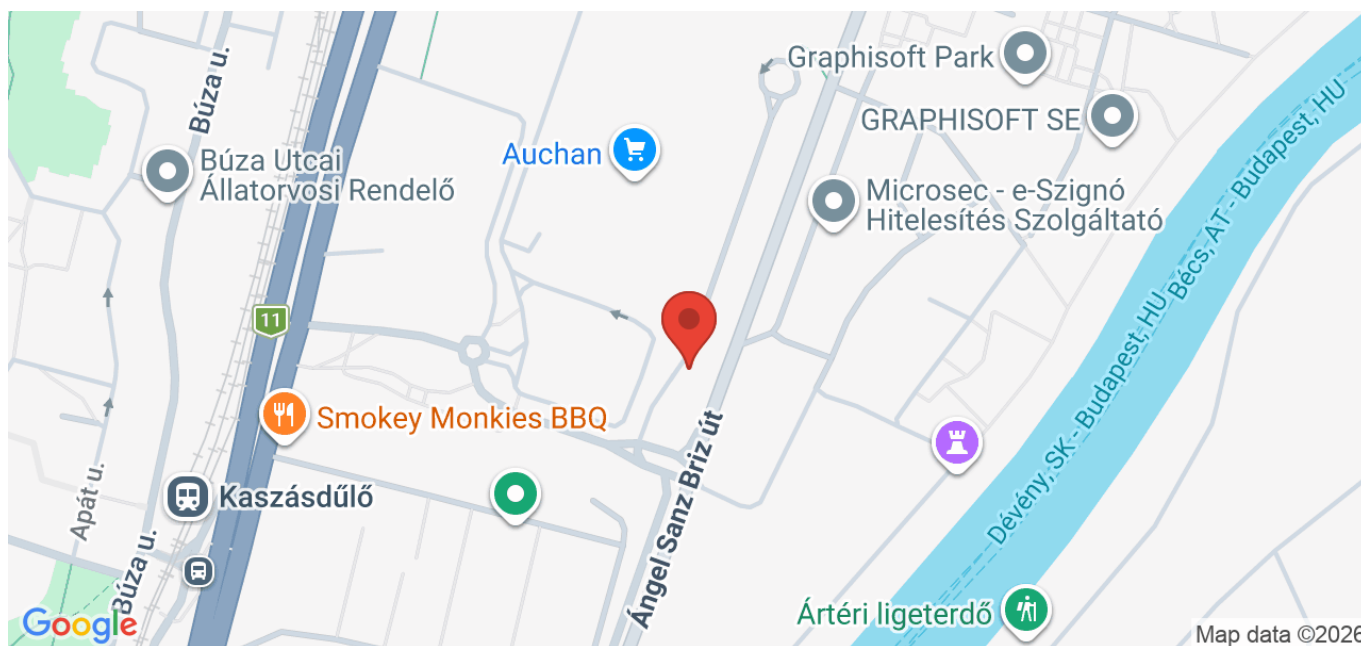 Búza u.
Graphisoft Park
GRAPHISOFT SE
Auchan
Búza Utcai
Állatorvosi Rendelő
Microsec - e-Szignó
Hitelesítés Szolgáltató
Bécs, AT - Budapest, HU
11
Dévény, SK - Budapest, HU
Smokey Monkies BBQ
Ángel Sanz Briz út
Kaszásdűlő
Apát u.
Búza u.
Ártéri ligeterdő
Google
Map data ©2026